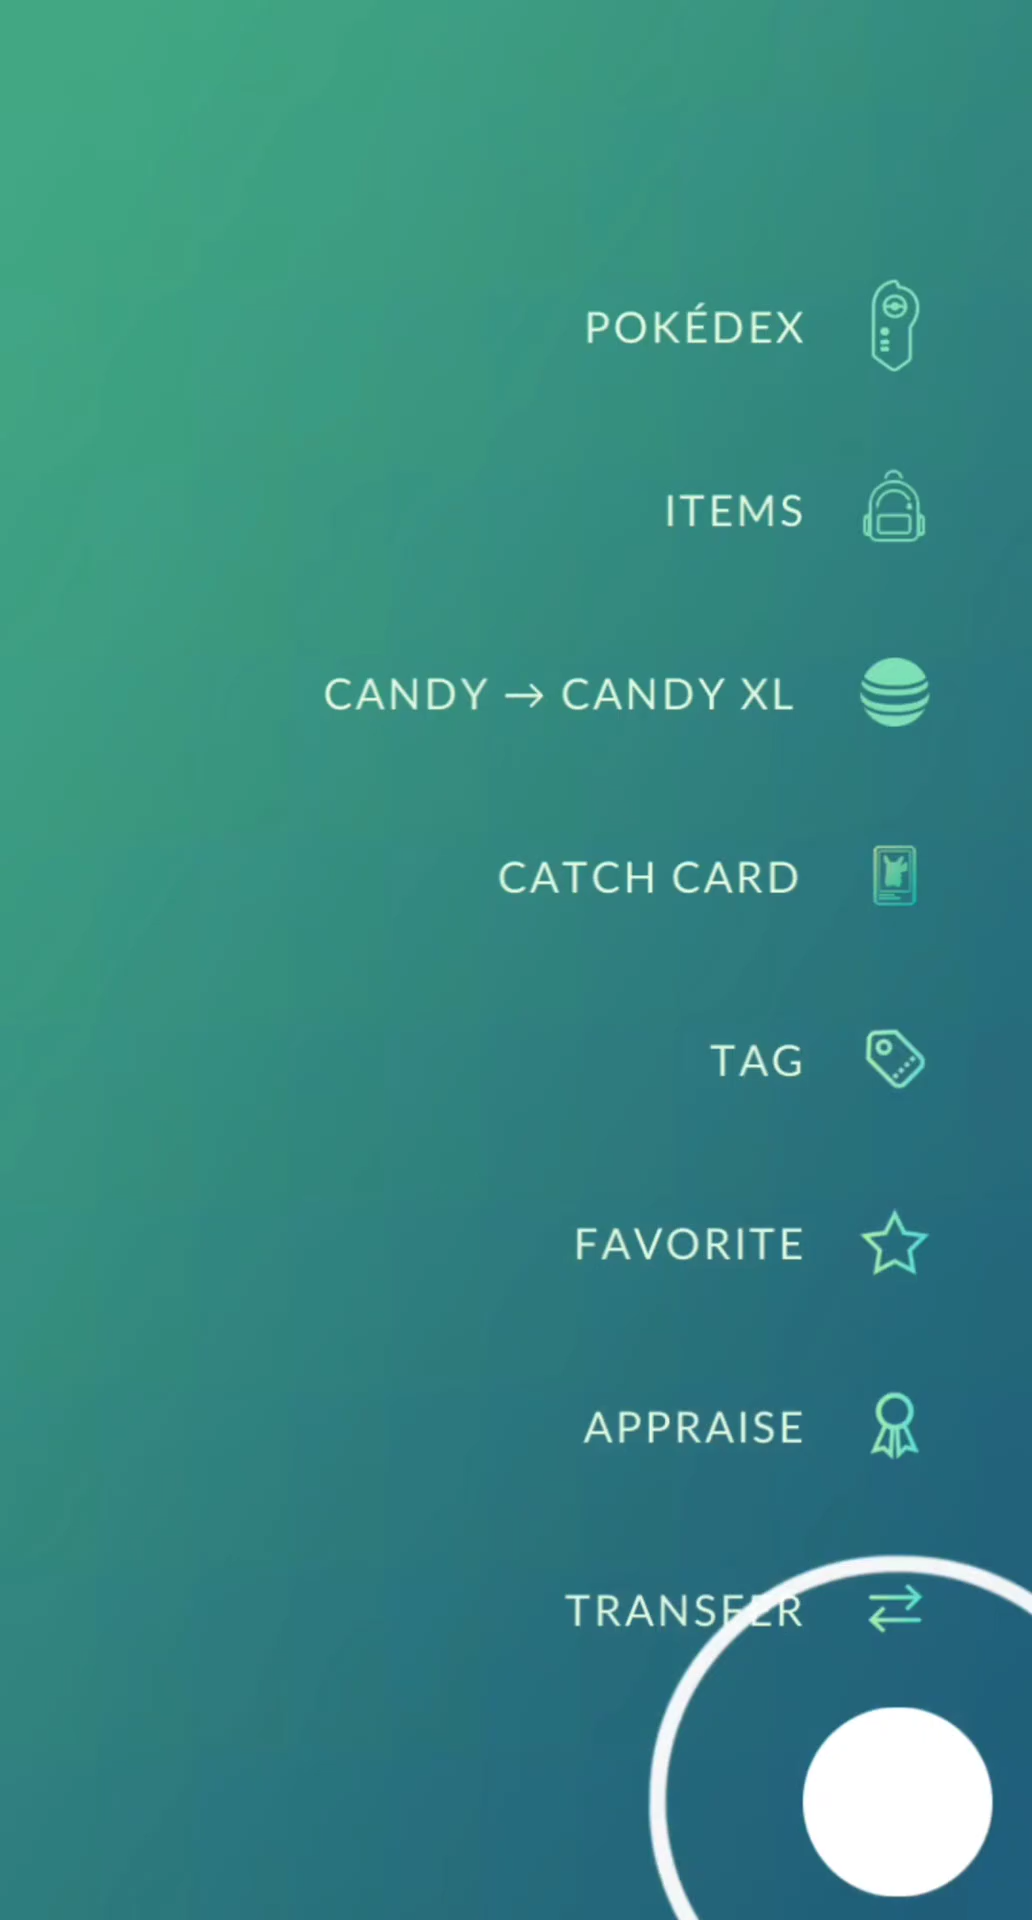 POKÉDEX
ITEMS
CANDY → CANDY XL
CATCH CARD
TAG
FAVORITE
APPRAISE
TRANSFER